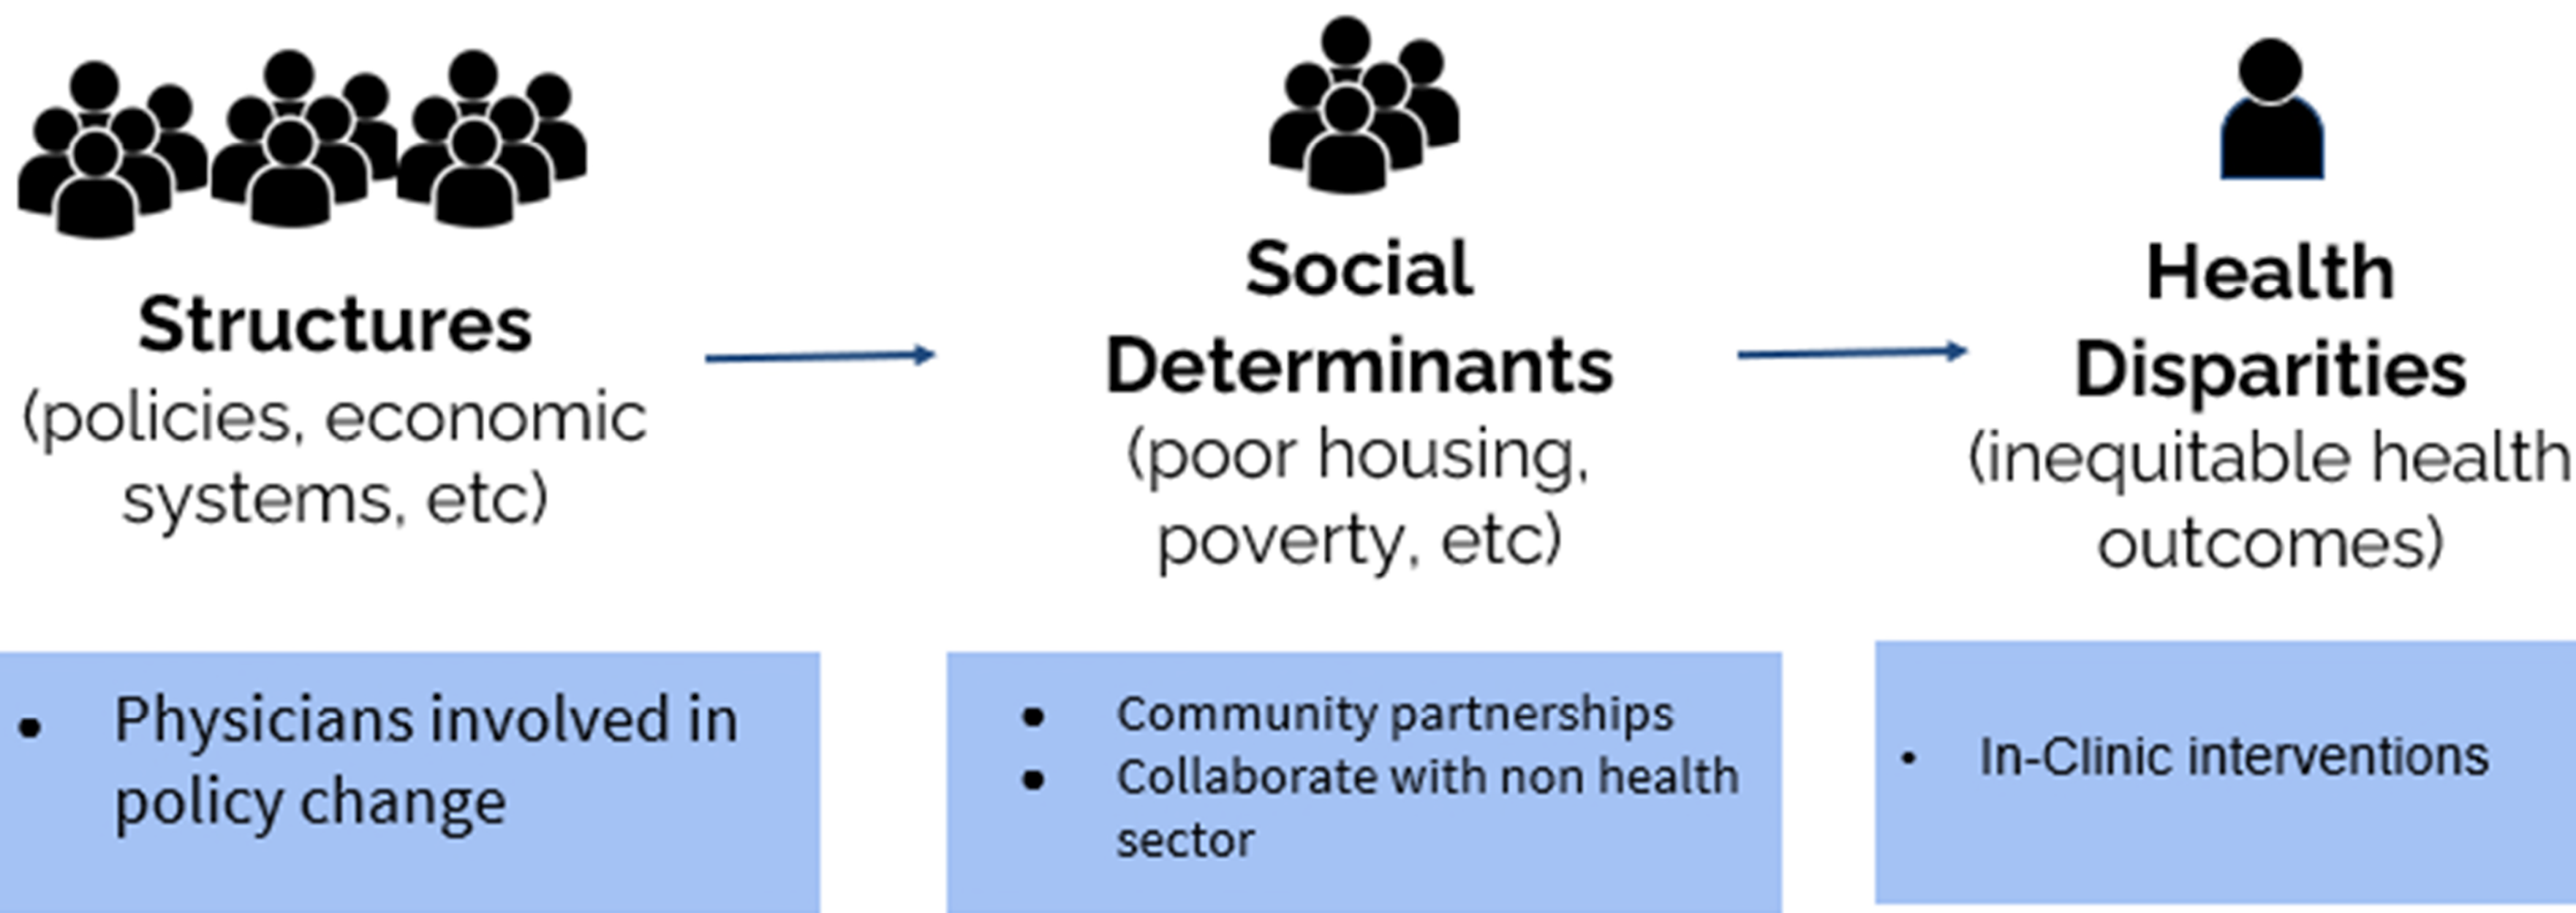 Structures
(policies, economic
systems, etc)
Social
Determinants
(poor housing,
poverty, etc)
Health
Disparities
(inequitable health
outcomes)
• Physicians involved in
policy change
• Community partnerships
• Collaborate with non health
sector
• In-Clinic interventions